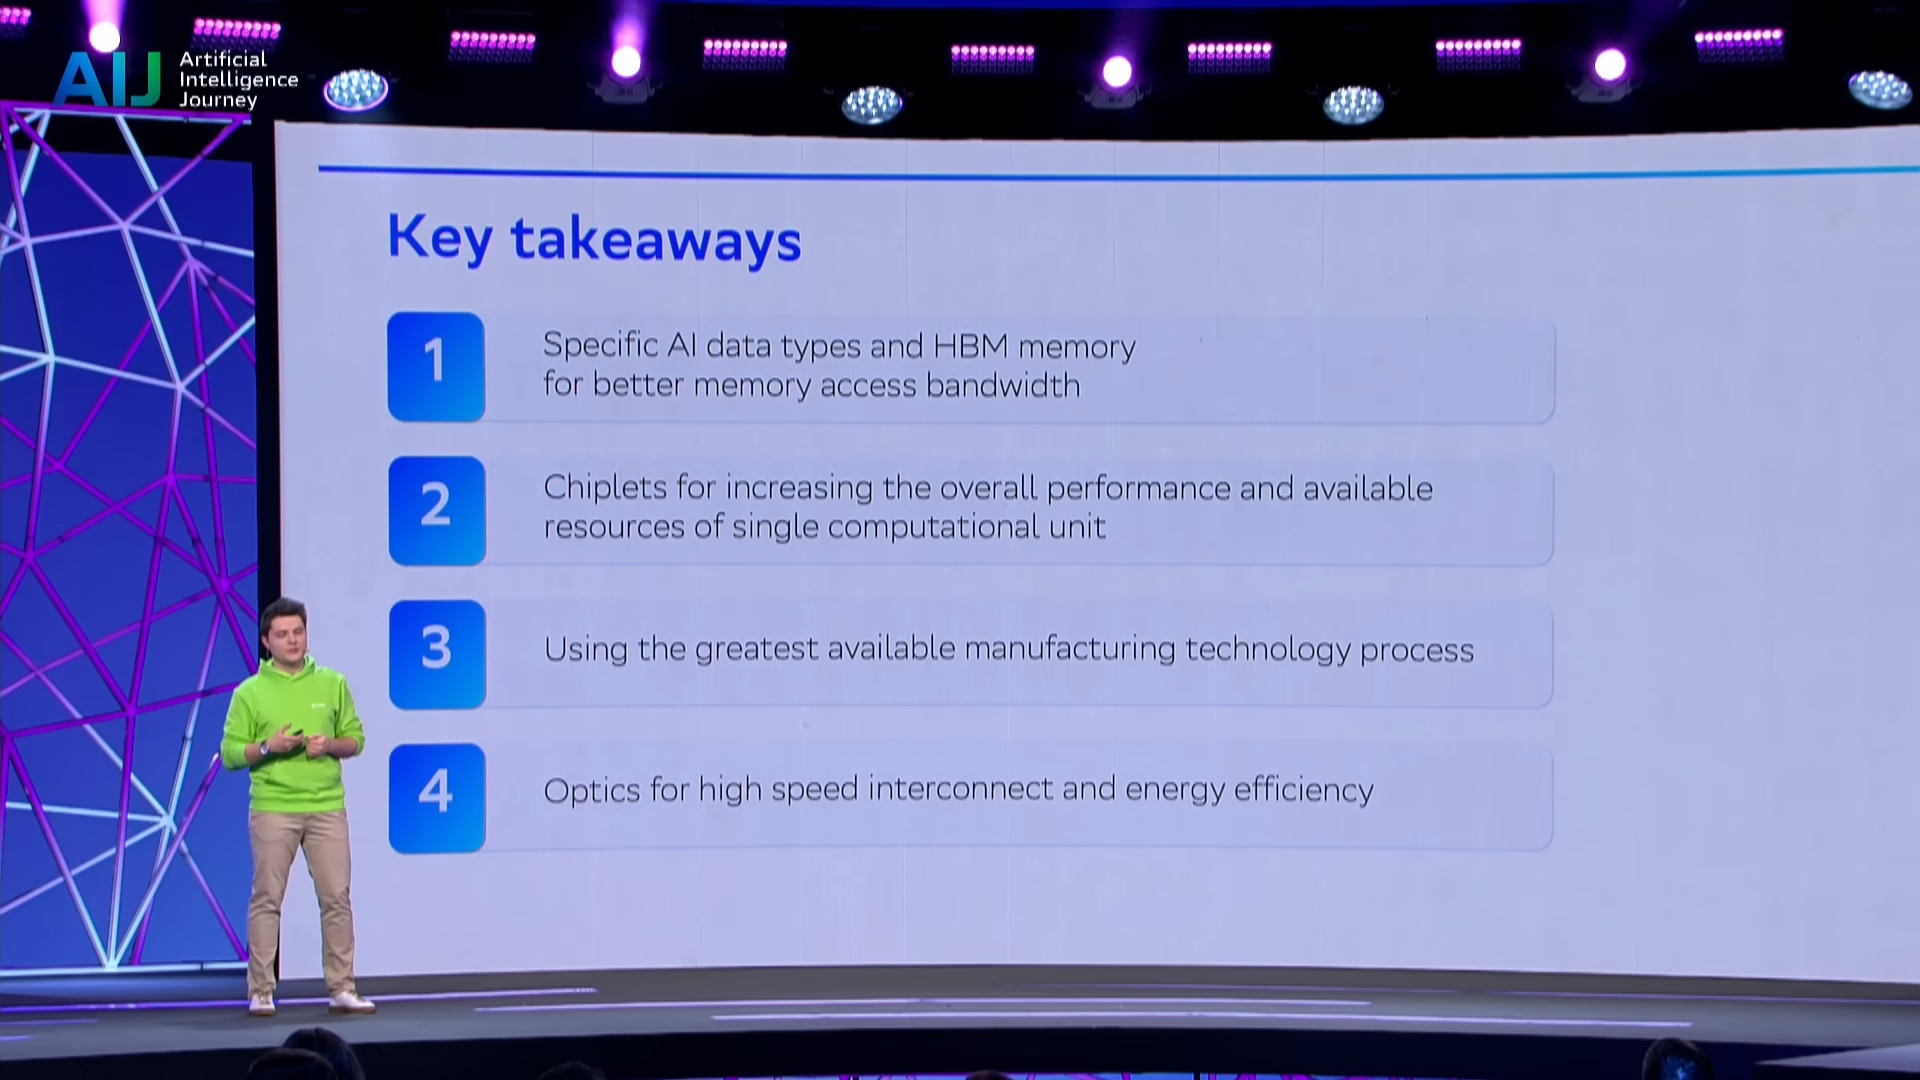 AIJ
Artificial
Intelligence
Journey
Key takeaways
1
Specific AI data types and HBM memory
for better memory access bandwidth
2
Chiplets for increasing the overall performance and available
resources of single computational unit
3
Using the greatest available manufacturing technology process
4
Optics for high speed interconnect and energy efficiency